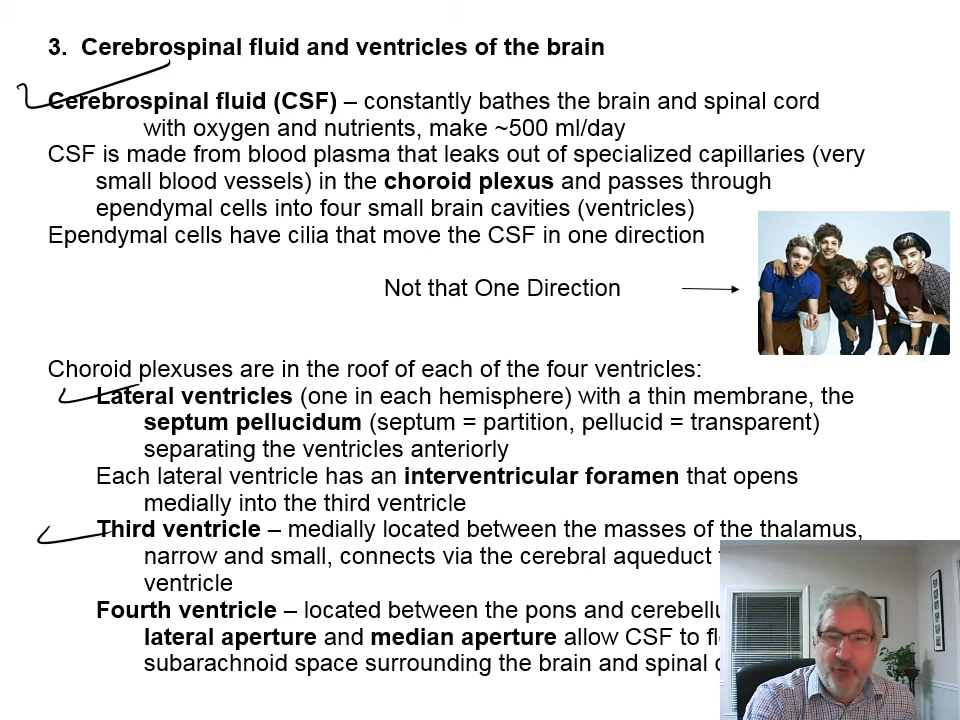 3. Cerebrospinal fluid and ventricles of the brain
Cerebrospinal fluid (CSF) – constantly bathes the brain and spinal cord
with oxygen and nutrients, make ~500 ml/day
CSF is made from blood plasma that leaks out of specialized capillaries (very
small blood vessels) in the choroid plexus and passes through
ependymal cells into four small brain cavities (ventricles)
Ependymal cells have cilia that move the CSF in one direction
Not that One Direction
Choroid plexuses are in the roof of each of the four ventricles:
Lateral ventricles (one in each hemisphere) with a thin membrane, the
septum pellucidum (septum = partition, pellucid = transparent)
separating the ventricles anteriorly
Each lateral ventricle has an interventricular foramen that opens
medially into the third ventricle
Third ventricle – medially located between the masses of the thalamus,
narrow and small, connects via the cerebral aqueduct
ventricle
Fourth ventricle – located between the pons and
lateral aperture and median aperture allow CSF to
subarachnoid space surrounding the brain and spinal